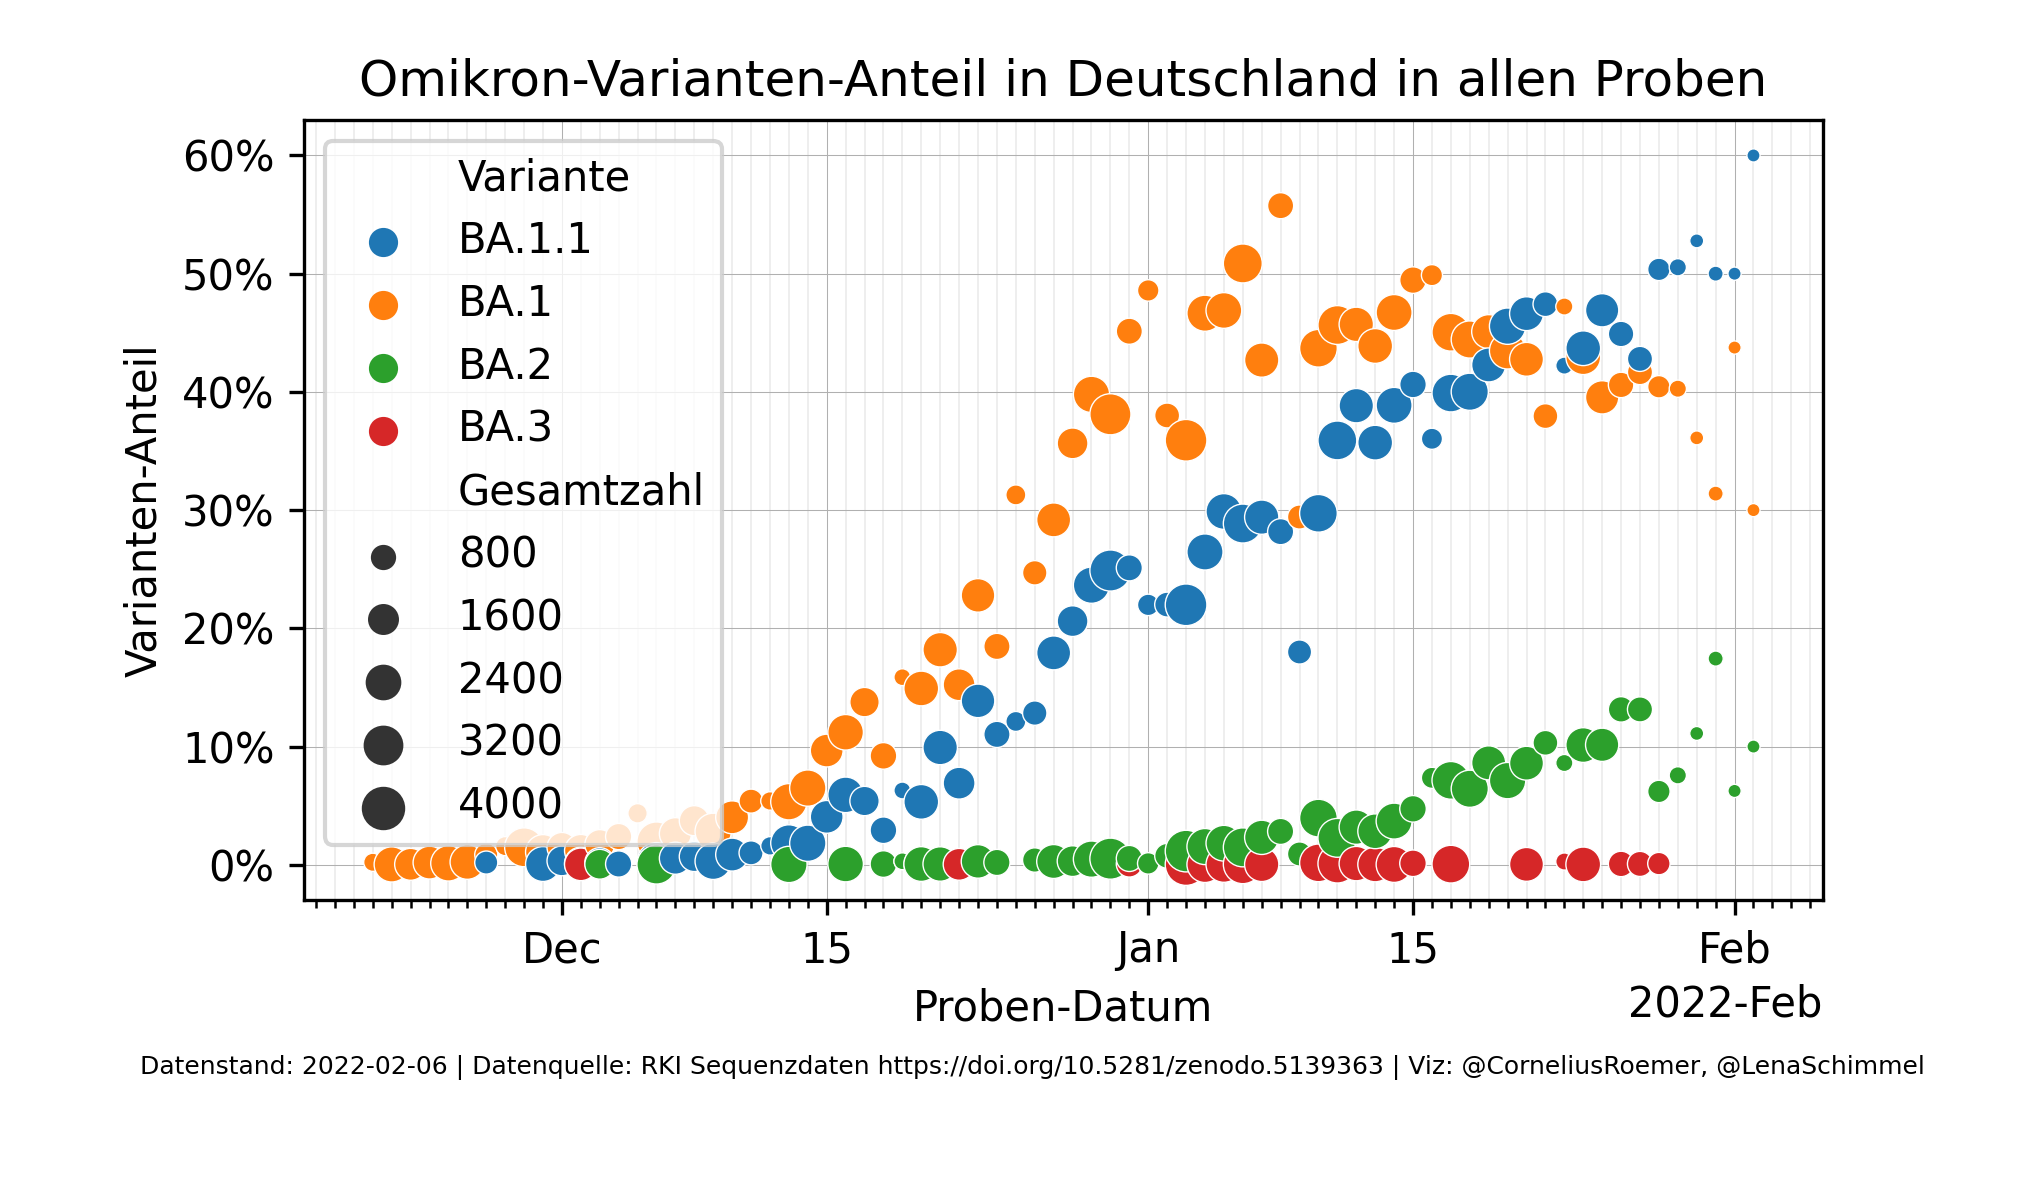 Omikron-Varianten-Anteil in Deutschland in allen Proben
Varianten-Anteil
60%
50%
40%
30%
20%
10%
0%
Variante
BA.1.1
BA.1
BA.2
BA.3
Gesamtzahl
800
1600
2400
3200
4000
Dec 15 Jan 15 Feb
Proben-Datum
2022-Feb
Datenstand: 2022-02-06 | Datenquelle: RKI Sequenzdaten https://doi.org/10.5281/zenodo.5139363 | Viz: @CorneliusRoemer, @LenaSchimmel